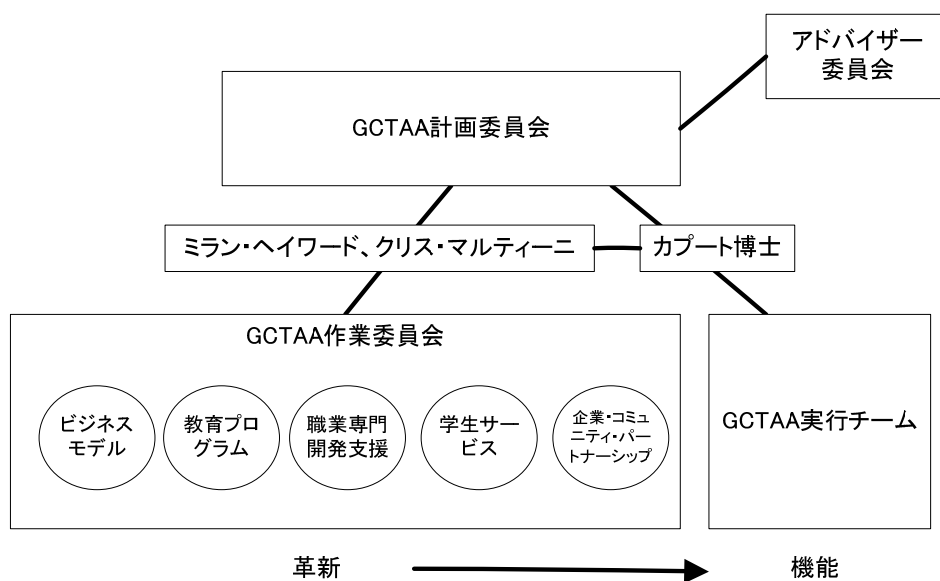 アドバイザー
委員会
GCTAA計画委員会
ミラン・ヘイワード、クリス・マルティーニ
カプート博士
GCTAA作業委員会
ビジネス
モデル
教育プロ
グラム
職業専門
開発支援
学生サー
ビス
企業・コミュ
ニティ・パー
トナーシップ
GCTAA実行チーム
革新
機能